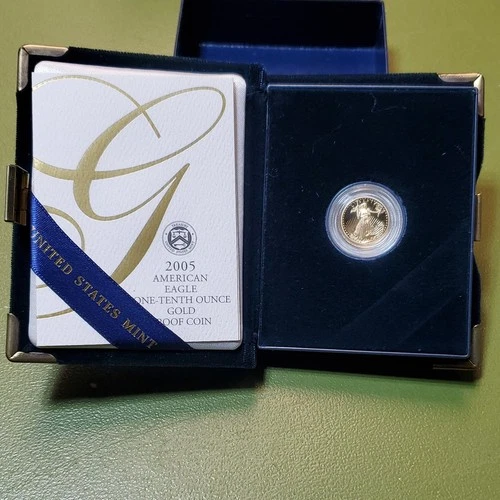 G
2005
AMERICAN
EAGLE
ONE-TENTH OUNCE
GOLD
PROOF COIN
UNITED STATES MINT